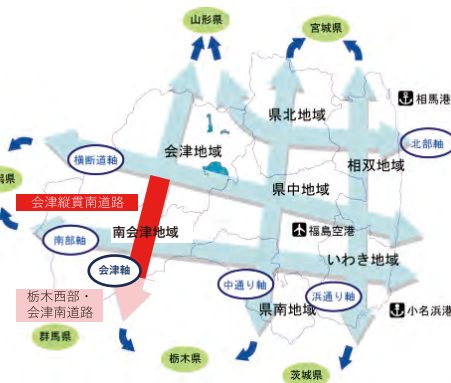 山形県
宮城県
相馬港
県北地域
北部軸
会津地域
横断道軸
相双地域
県中地域
潟県
会津縦貫南道路
福島空港
南会津地域
南部軸
いわき地域
会津軸
中通り軸
浜通り軸
栃木西部・
会津南道路
県南地域
小名浜港
群馬県
栃木県
茨城県